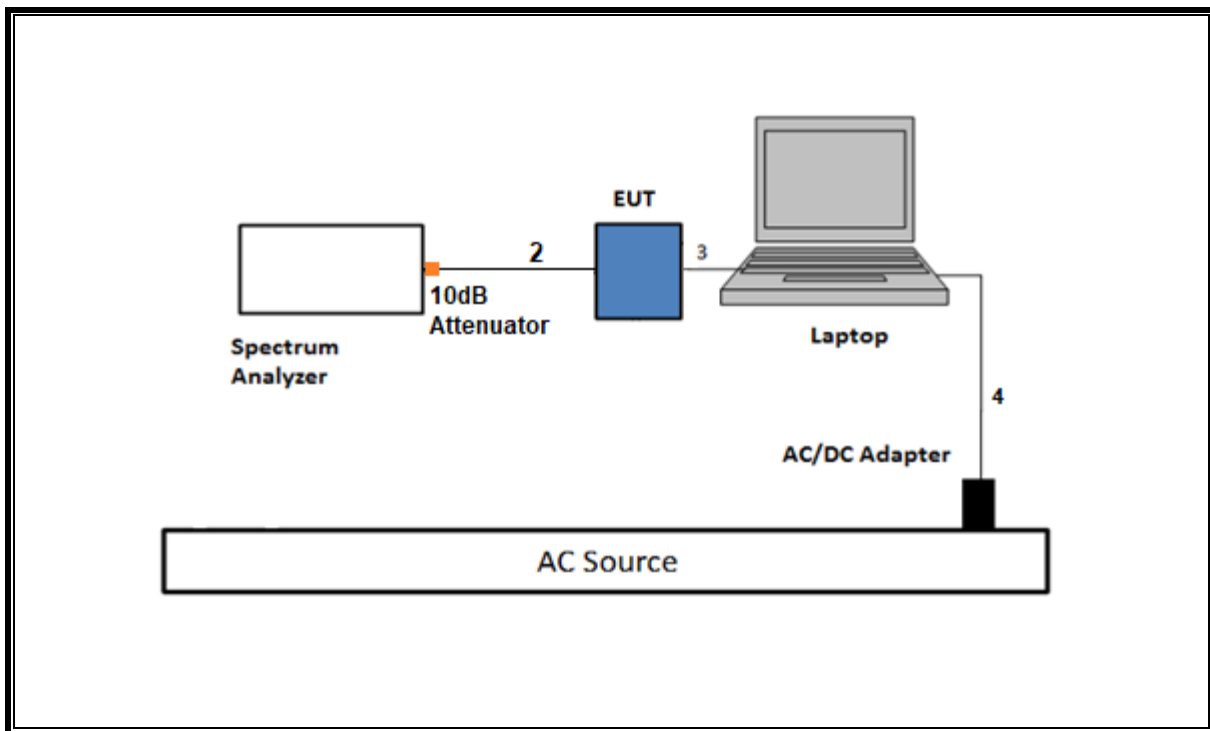 EUT
2
3
10dB
Attenuator
Spectrum
Analyzer
Laptop
4
AC/DC Adapter
AC Source